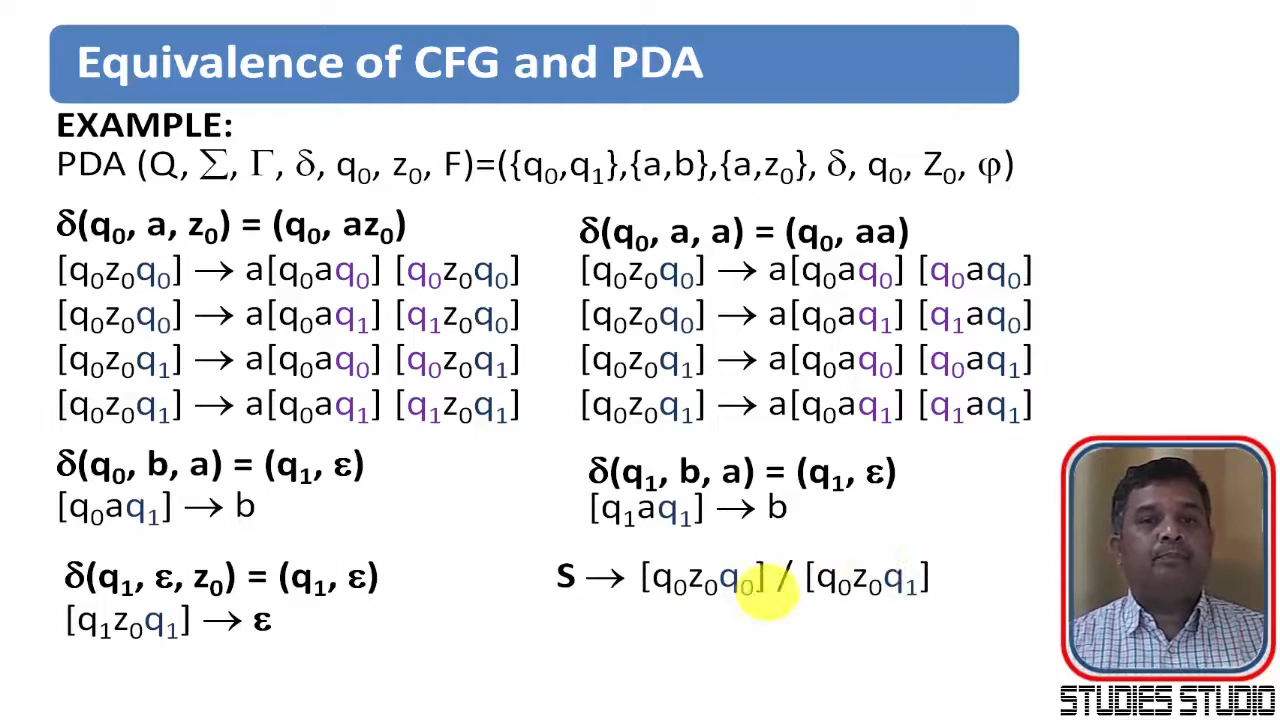 Equivalence of CFG and PDA
EXAMPLE:
PDA (Q, ∑, Γ, δ, q₀, z₀, F)=({q₀,q₁},{a,b},{a,z₀}, δ, q₀, Z₀, φ)
δ(q₀, a, z₀) = (q₀, az₀)
[q₀z₀q₀] → a[q₀aq₀] [q₀z₀q₀]
[q₀z₀q₀] → a[q₀aq₁] [q₁z₀q₀]
[q₀z₀q₁] → a[q₀aq₀] [q₀z₀q₁]
[q₀z₀q₁] → a[q₀aq₁] [q₁z₀q₁]
δ(q₀, a, a) = (q₀, aa)
[q₀z₀q₀] → a[q₀aq₀] [q₀aq₀]
[q₀z₀q₀] → a[q₀aq₁] [q₁aq₀]
[q₀z₀q₁] → a[q₀aq₀] [q₀aq₁]
[q₀z₀q₁] → a[q₀aq₁] [q₁aq₁]
δ(q₀, b, a) = (q₁, ε)
[q₀aq₁] → b
δ(q₁, b, a) = (q₁, ε)
[q₁aq₁] → b
δ(q₁, ε, z₀) = (q₁, ε)
[q₁z₀q₁] → ε
S → [q₀z₀q₀] / [q₀z₀q₁]
STUDIES STUDIO